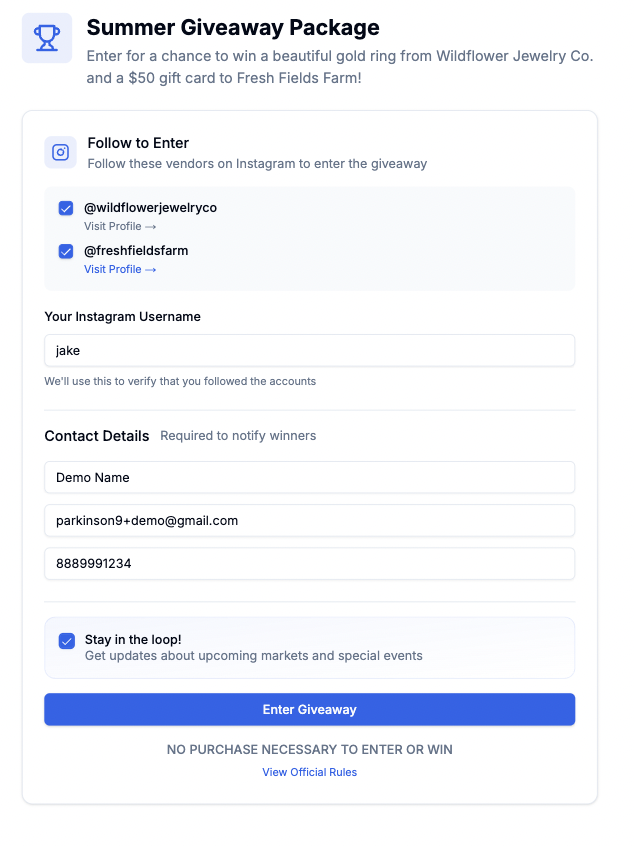 Summer Giveaway Package
Enter for a chance to win a beautiful gold ring from Wildflower Jewelry Co.
and a $50 gift card to Fresh Fields Farm!
Follow to Enter
Follow these vendors on Instagram to enter the giveaway
@wildflowerjewelryco
Visit Profile →
@freshfieldsfarm
Visit Profile →
Your Instagram Username
jake
We'll use this to verify that you followed the accounts
Contact Details Required to notify winners
Demo Name
parkinson9+demo@gmail.com
8889991234
Stay in the loop!
Get updates about upcoming markets and special events
Enter Giveaway
NO PURCHASE NECESSARY TO ENTER OR WIN
View Official Rules